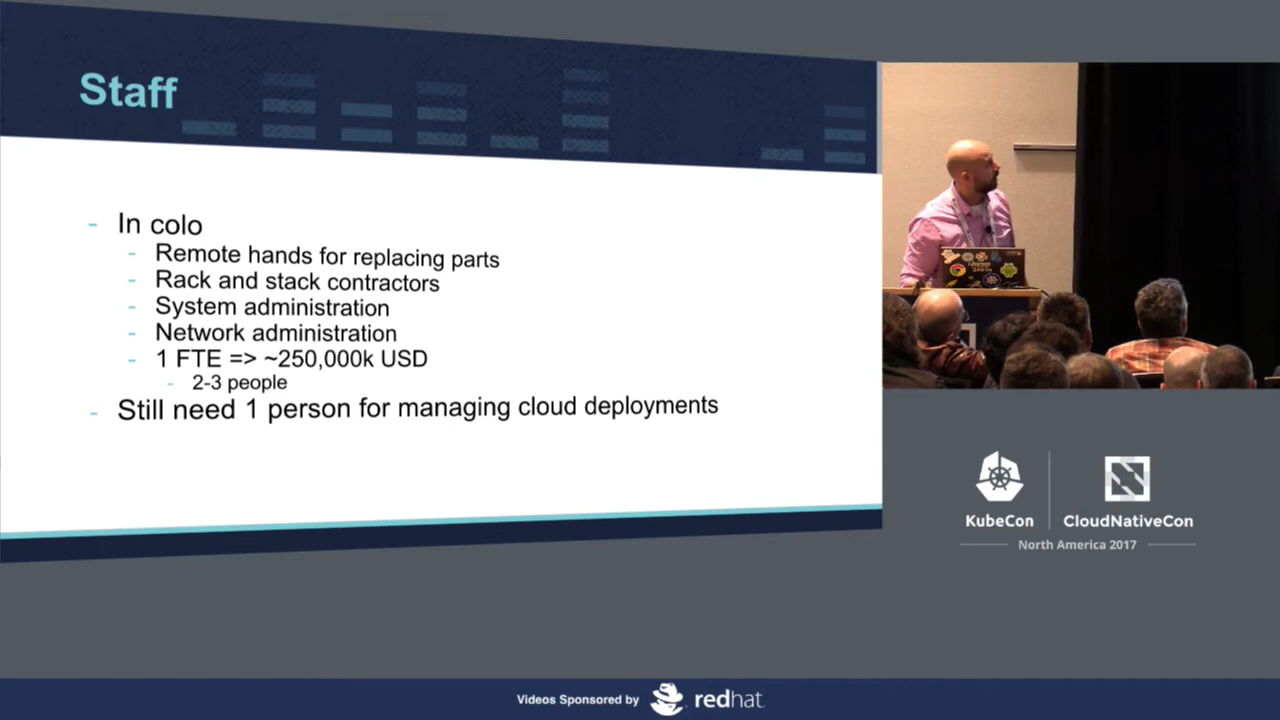 Staff
- In colo
- Remote hands for replacing parts
- Rack and stack contractors
- System administration
- Network administration
- 1 FTE => ~250,000k USD
- 2-3 people
- Still need 1 person for managing cloud deployments
KubeCon
CloudNativeCon
North America 2017
Videos Sponsored by
redhat